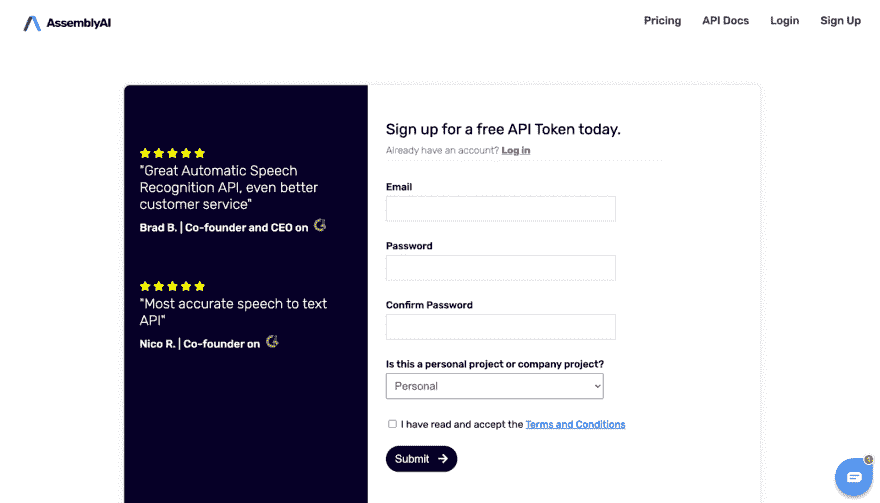 AssemblyAI
Pricing API Docs Login Sign Up
"Great Automatic Speech
Recognition API, even better
customer service"
Brad B. | Co-founder and CEO on
"Most accurate speech to text
API"
Nico R. | Co-founder on
Sign up for a free API Token today.
Already have an account? Log in
Email
Password
Confirm Password
Is this a personal project or company project?
Personal
I have read and accept the Terms and Conditions
Submit